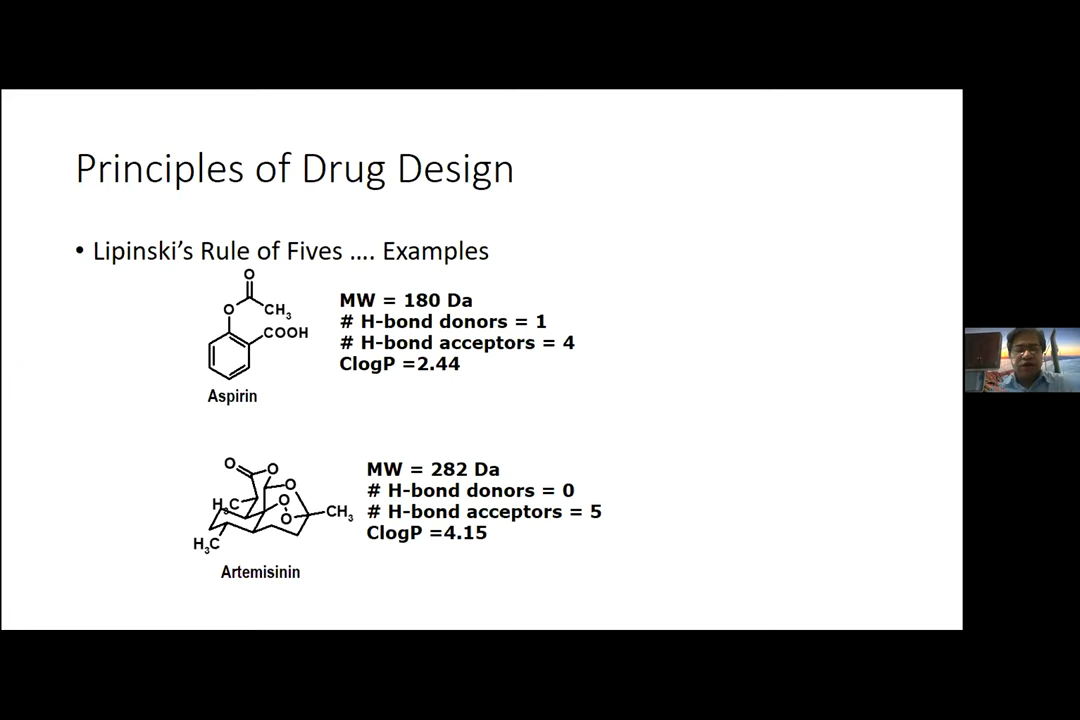 Principles of Drug Design
• Lipinski’s Rule of Fives .... Examples
O
O
CH3
COOH
Aspirin
MW = 180 Da
# H-bond donors = 1
# H-bond acceptors = 4
ClogP =2.44
O
O
O
H3C
O
O
CH3
H3C
Artemisinin
MW = 282 Da
# H-bond donors = 0
# H-bond acceptors = 5
ClogP =4.15